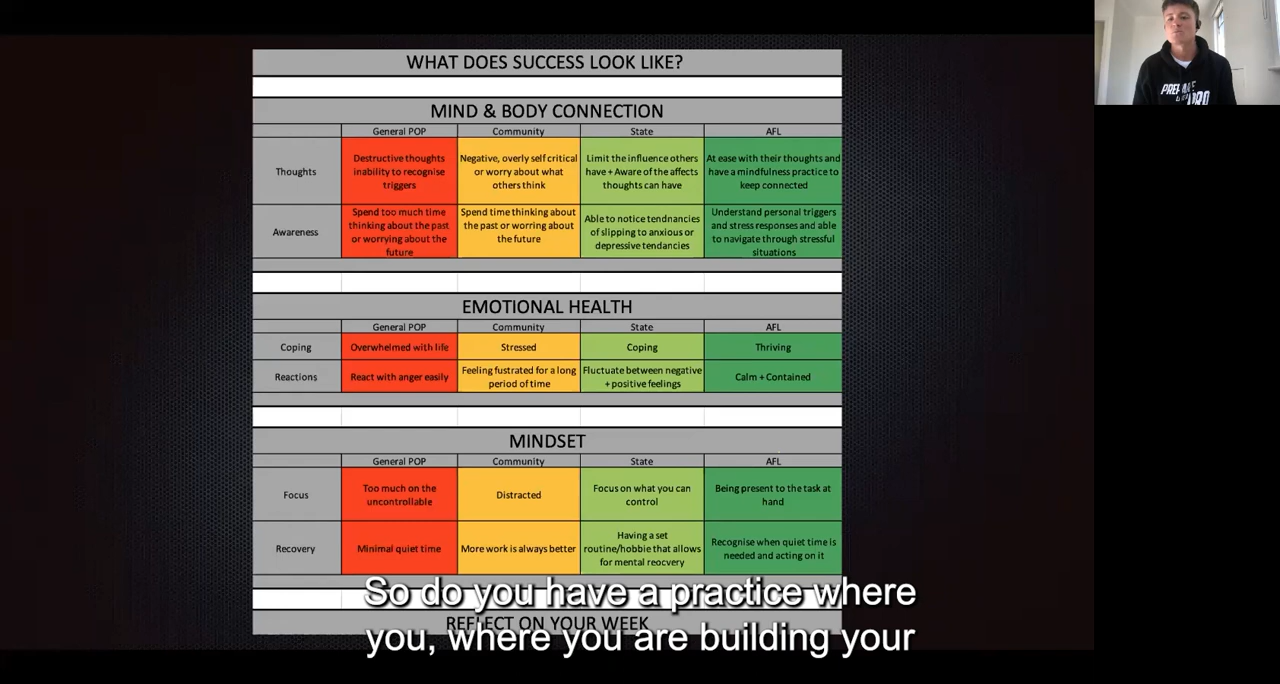 WHAT DOES SUCCESS LOOK LIKE?
MIND & BODY CONNECTION
General POP Community State AFL
Thoughts
Destructive thoughts
inability to recognise
triggers
Negative, overly self critical
or worry about what
others think
Limit the influence others
have + Aware of the affects
thoughts can have
At ease with their thoughts and
have a mindfulness practice to
keep connected
Awareness
Spend too much time
thinking about the past
or worrying about the
future
Spend time thinking about
the past or worring about
the future
Able to notice tendnancies
of slipping to anxious or
depressive tendancies
Understand personal triggers
and stress responses and able
to navigate through stressful
situations
EMOTIONAL HEALTH
General POP Community State AFL
Coping Overwhelmed with life Stressed Coping Thriving
Reactions
React with anger easily
Feeling fustrated for a long
period of time
Fluctuate between negative
+ positive feelings
Calm + Contained
MINDSET
General POP Community State AFL
Focus
Too much on the
uncontrollable
Distracted
Focus on what you can
control
Being present to the task at
hand
Recovery
Minimal quiet time
More work is always better
Having a set
routine/hobbie that allows
for mental reocvery
Recognise when quiet time is
needed and acting on it
REFLECT ON YOUR WEEK
So do you have a practice where
you, where you are building your